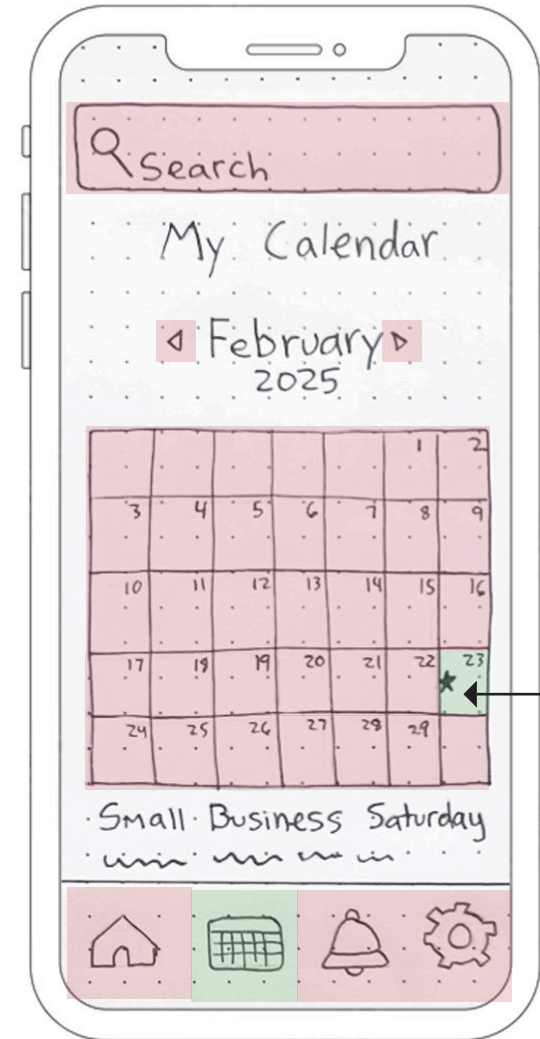 Search
My Calendar
February
2025
1 2
3 4 5 6 7 8 9
10 11 12 13 14 15 16
17 18 19 20 21 22 23
24 25 26 27 28 29
Small Business Saturday